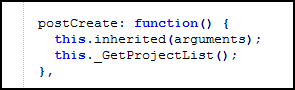 postCreate: function() {
this.inherited(arguments);
this._GetProjectList();
},